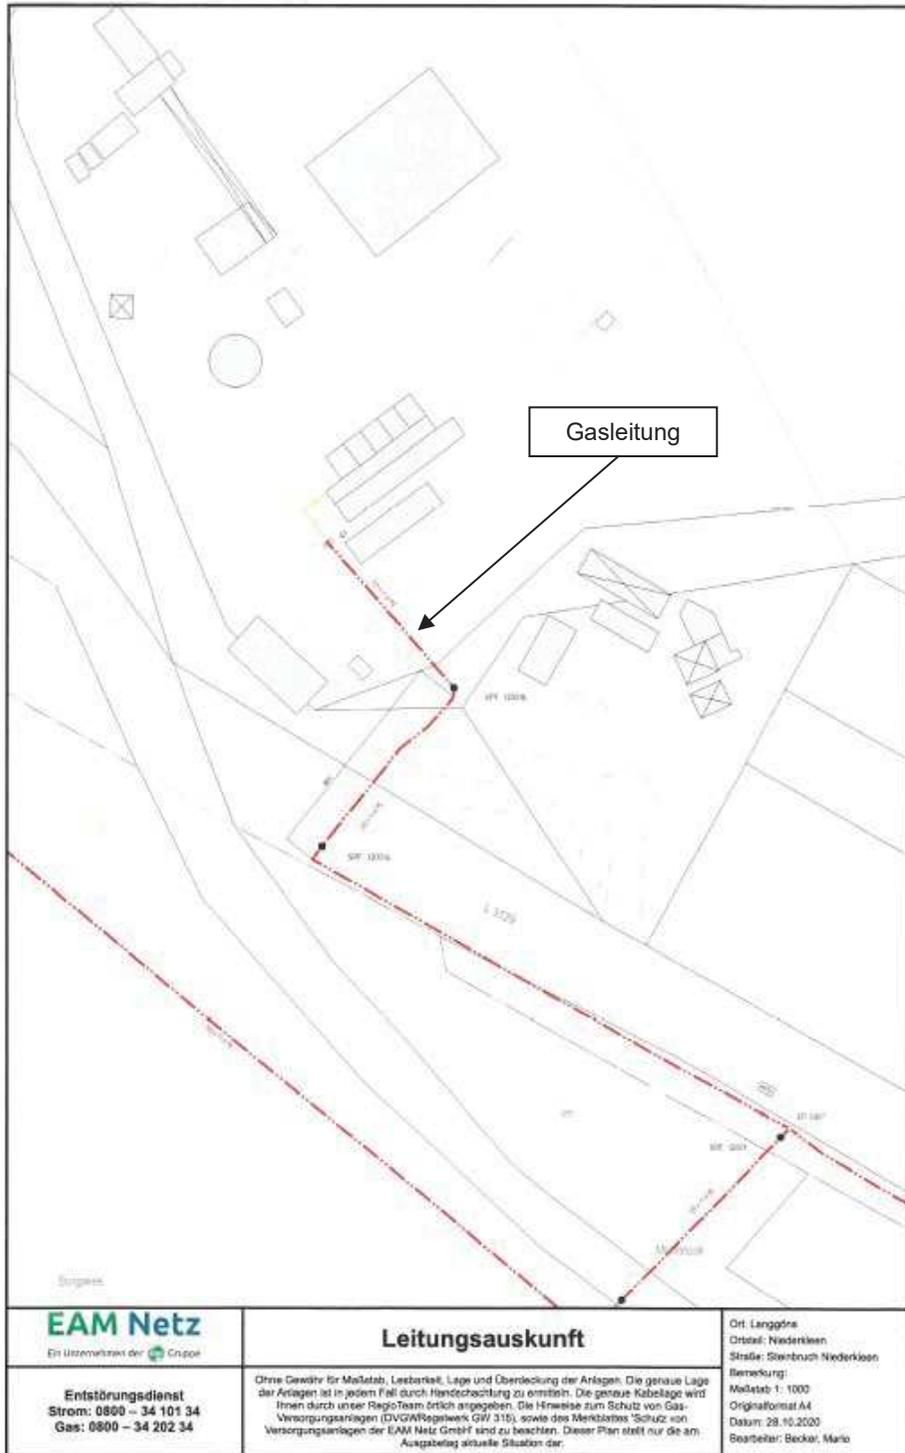 Gasleitung
EAM Netz
Ein Unternehmen der Gruppe
Entstörungsdienst
Strom: 0800 – 34 101 34
Gas: 0800 – 34 202 34
Leitungsauskunft
Ohne Gewähr für Maßstab, Lesbarkeit, Lage und Überdeckung der Anlagen. Die genaue Lage
der Anlagen ist in jedem Fall durch Handschachtung zu ermitteln. Die genaue Kabellage wird
Ihnen durch unser RegioTeam örtlich angegeben. Die Hinweise zum Schutz von Gas-
Versorgungsanlagen (DVGWRegelwerk GW 315), sowie des Merkblattes 'Schutz von
Versorgungsanlagen der EAM Netz GmbH' sind zu beachten. Dieser Plan stellt nur die am
Ausgabetag aktuelle Situation dar.
Ort: Langgöns
Ortsteil: Niederkleen
Straße: Steinbruch Niederkleen
Bemerkung:
Maßstab 1: 1000
Originalformat A4
Datum: 28.10.2020
Bearbeiter: Becker, Mario